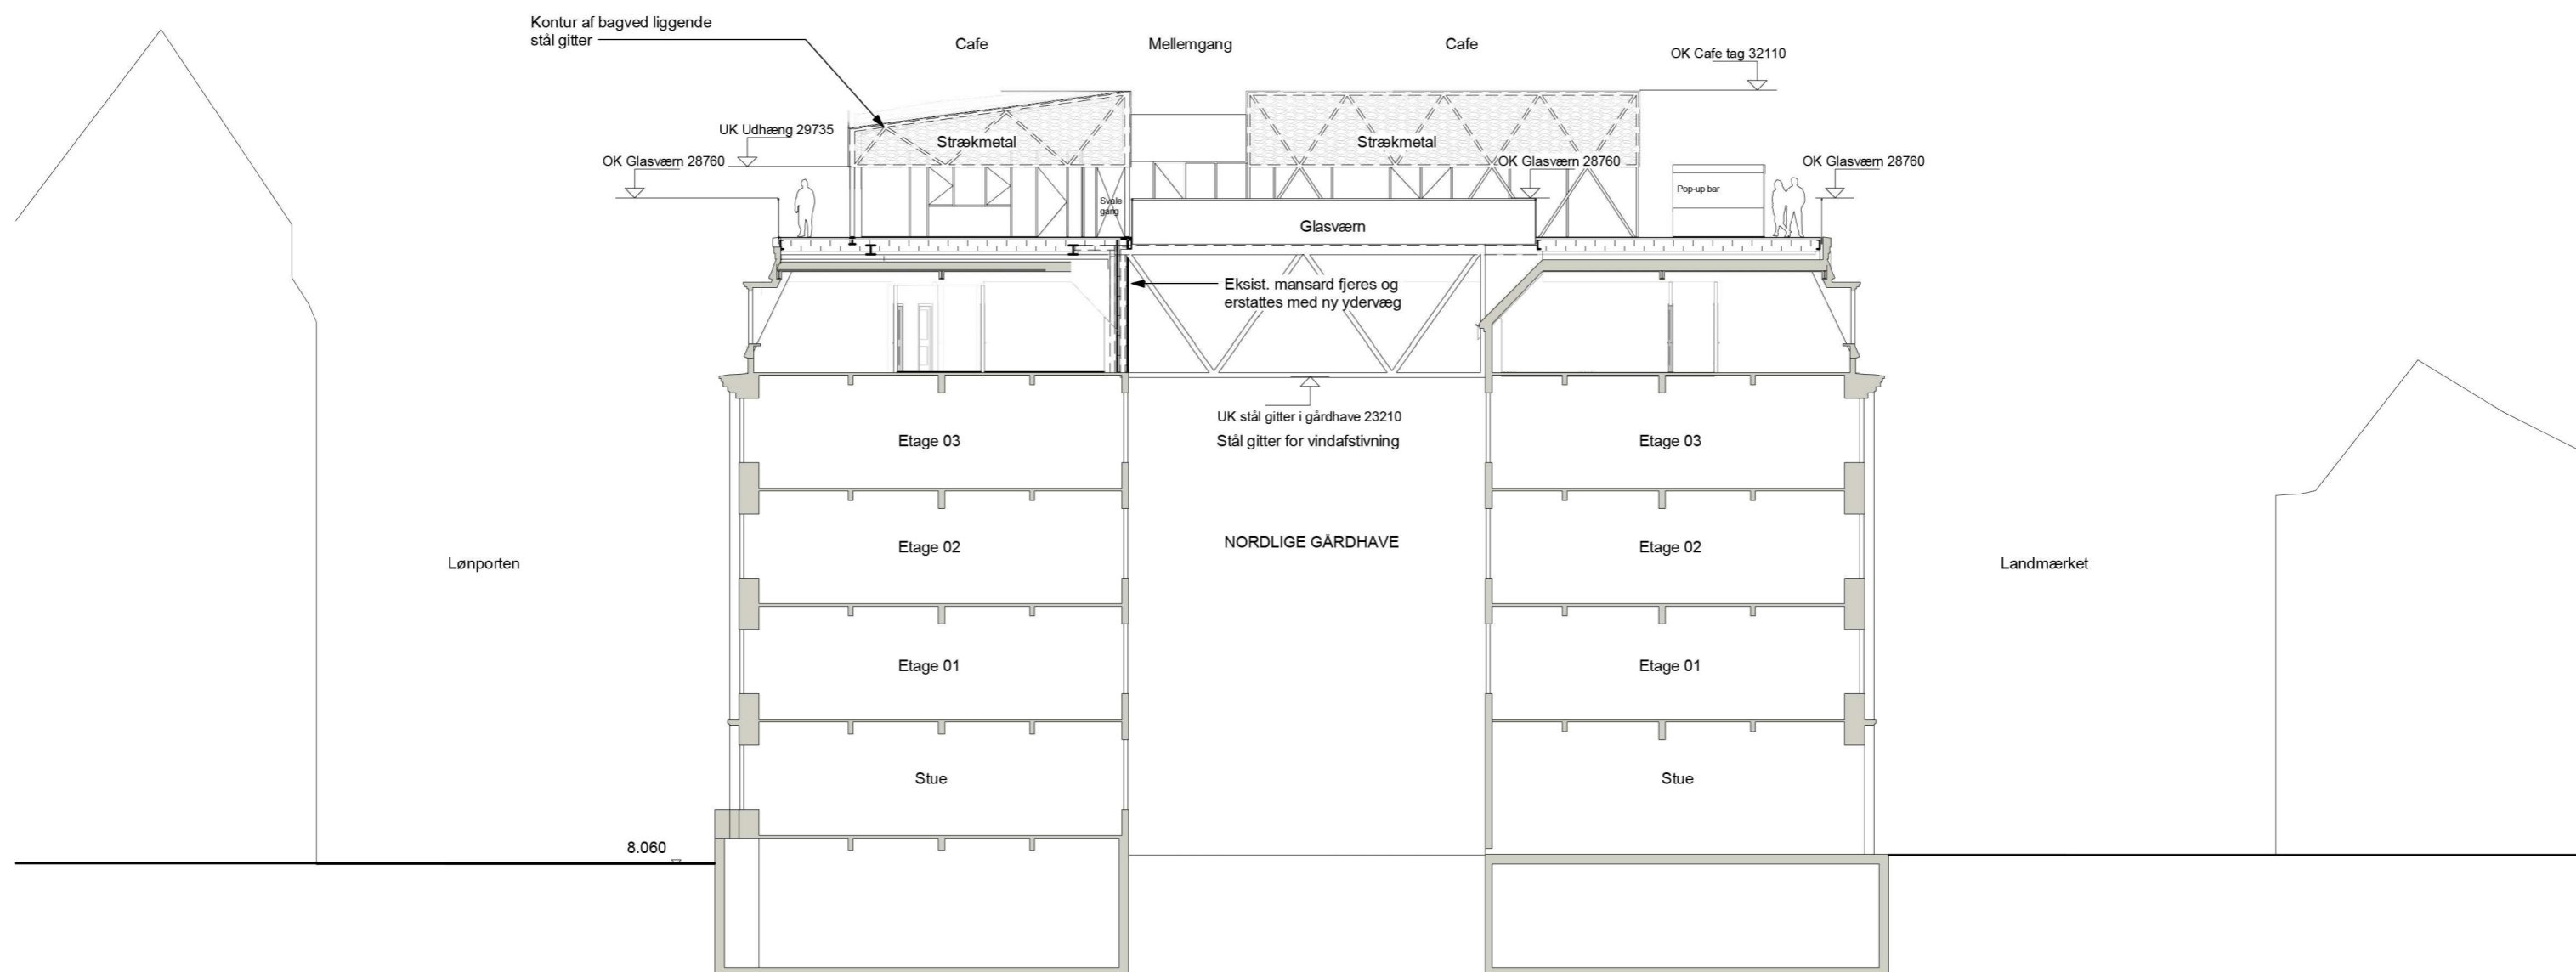 Kontur af bagved liggende
stål gitter
Cafe
Mellemgang
Cafe
OK Cafe tag 32110
UK Udhæng 29735
Strækmetal
Strækmetal
OK Glasværn 28760
OK Glasværn 28760
OK Glasværn 28760
Pop-up bar
Svale
gang
Glasværn
Eksist. mansard fjeres og
erstattes med ny ydervæg
UK stål gitter i gårdhave 23210
Stål gitter for vindafstivning
Etage 03
Etage 03
Etage 02
NORDLIGE GÅRDHAVE
Etage 02
Lønporten
Landmærket
Etage 01
Etage 01
Stue
Stue
8.060